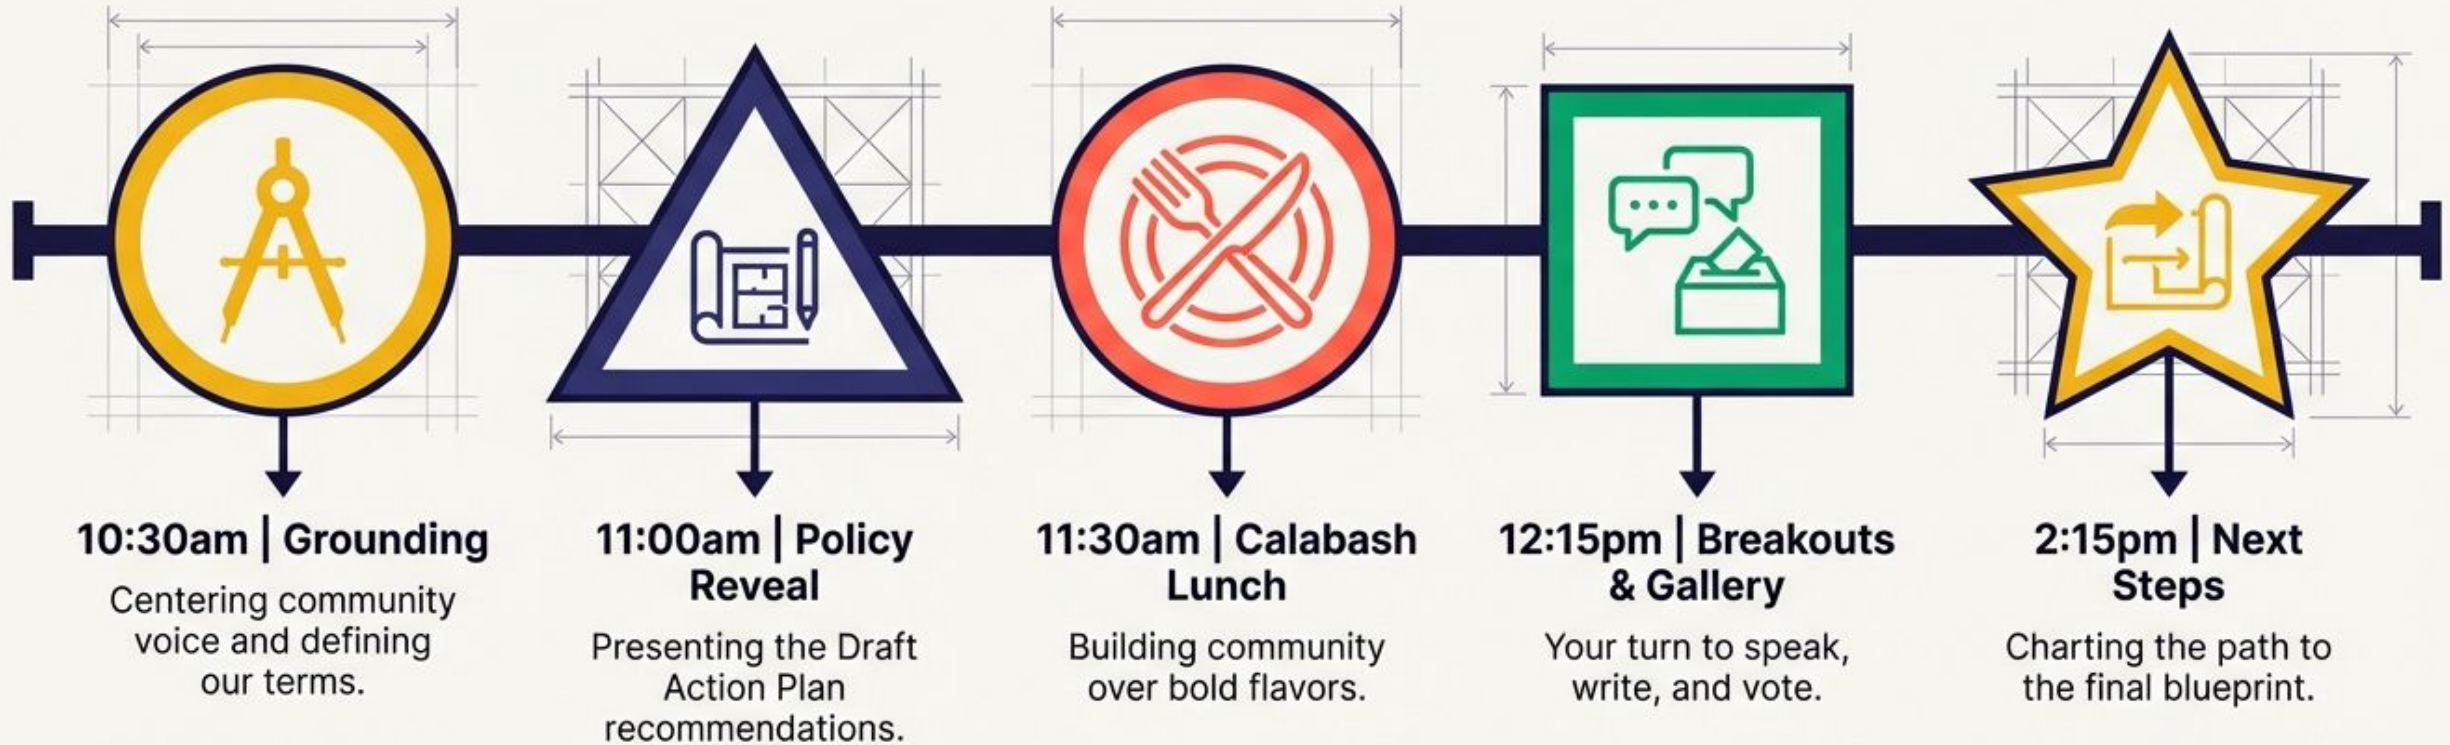 10:30am | Grounding
Centering community
voice and defining
our terms.
11:00am | Policy
Reveal
Presenting the Draft
Action Plan
recommendations.
11:30am | Calabash
Lunch
Building community
over bold flavors.
12:15pm | Breakouts
& Gallery
Your turn to speak,
write, and vote.
2:15pm | Next
Steps
Charting the path to
the final blueprint.